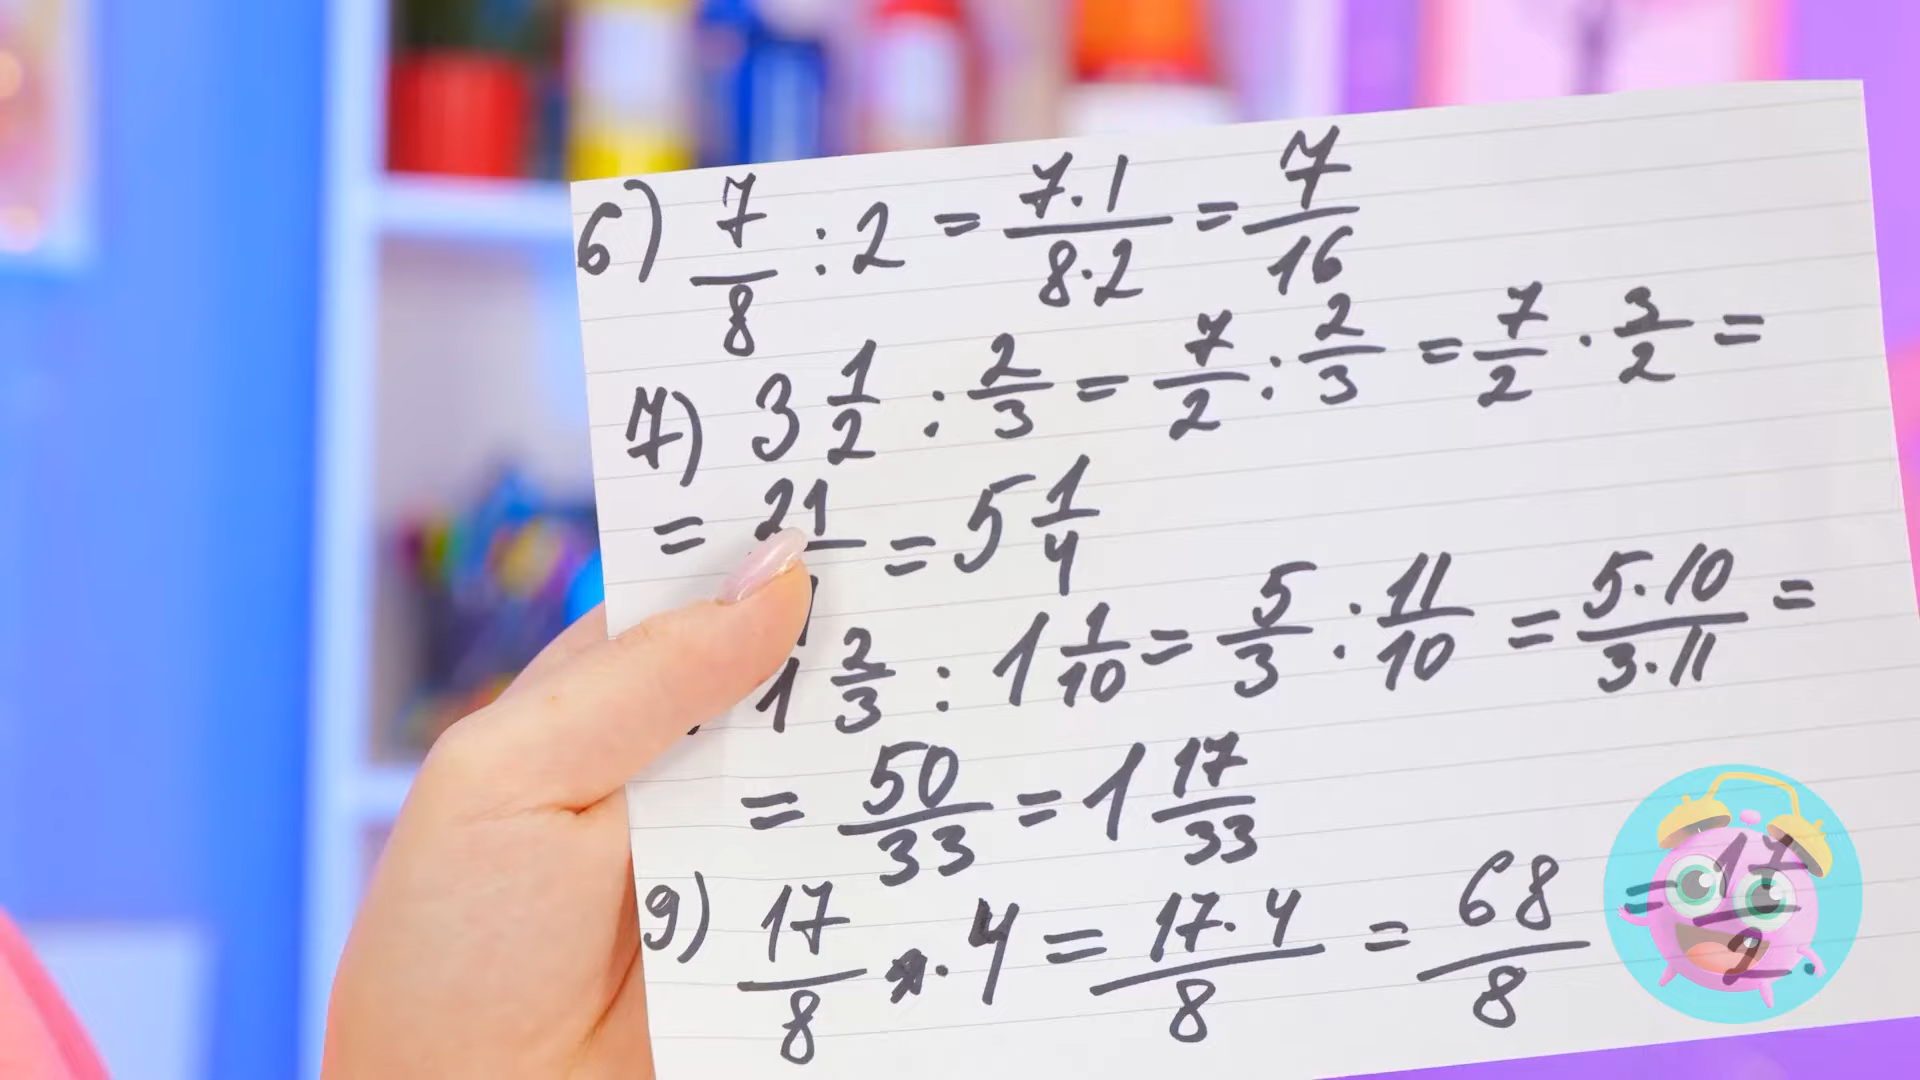 6) 7/8 : 2 = 7·1/8·2 = 7/16
7) 3 1/2 : 2/3 = 7/2 : 2/3 = 7/2 · 3/2 =
= 21/ = 5 1/4
1 2/3 : 1 1/10 = 5/3 : 11/10 = 5·10/3·11 =
= 50/33 = 1 17/33
9) 17/8 · 4 = 17·4/8 = 68/8 = 17/2.